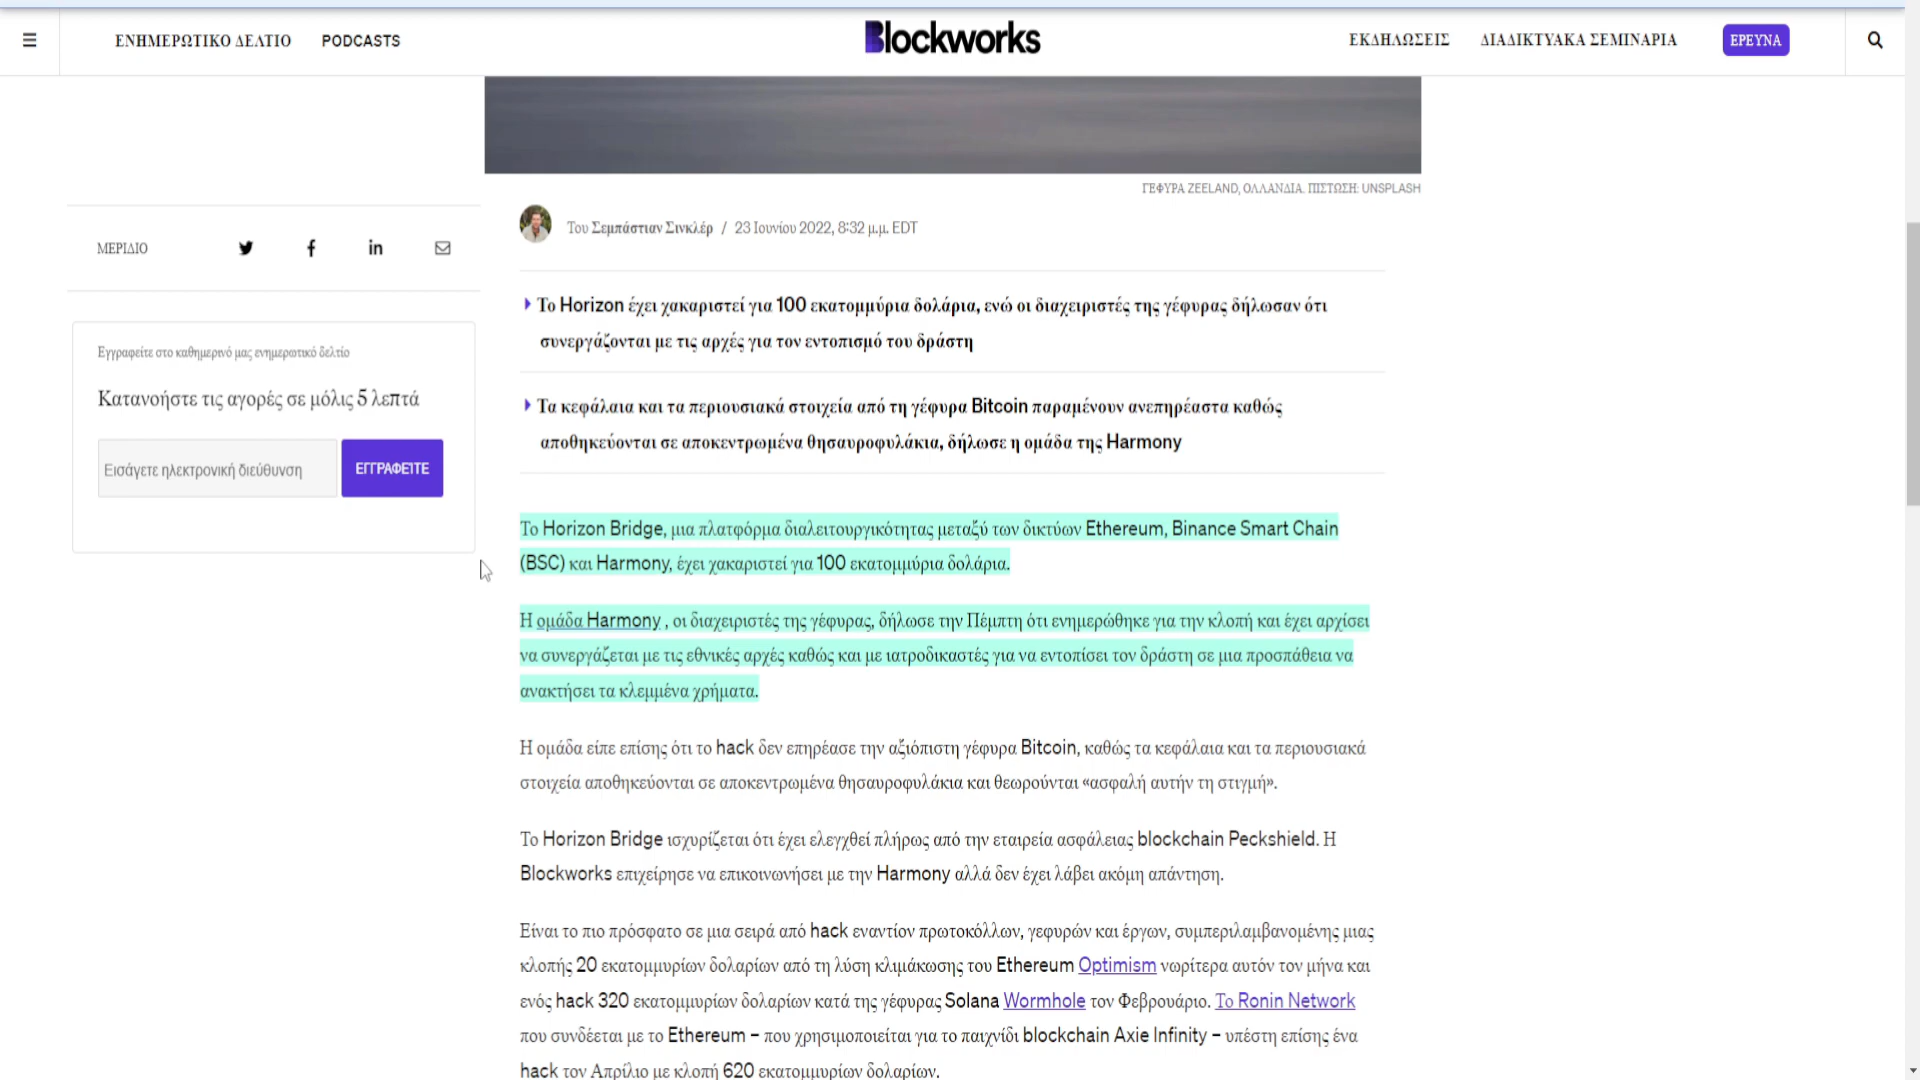 ΕΝΗΜΕΡΩΤΙΚΟ ΔΕΛΤΙΟ
PODCASTS
Blockworks
ΕΚΔΗΛΩΣΕΙΣ
ΔΙΑΔΙΚΤΥΑΚΑ ΣΕΜΙΝΑΡΙΑ
ΕΡΕΥΝΑ
ΓΕΦΥΡΑ ZEELAND, ΟΛΛΑΝΔΙΑ. ΠΙΣΤΩΣΗ: UNSPLASH
Του Σεμπάστιαν Σινκλέρ / 23 Ιουνίου 2022, 8:32 μ.μ. EDT
ΜΕΡΙΔΙΟ
Εγγραφείτε στο καθημερινό μας ενημερωτικό δελτίο
Κατανοήστε τις αγορές σε μόλις 5 λεπτά
Εισάγετε ηλεκτρονική διεύθυνση
ΕΓΓΡΑΦΕΙΤΕ
Το Horizon έχει χακαριστεί για 100 εκατομμύρια δολάρια, ενώ οι διαχειριστές της γέφυρας δήλωσαν ότι
συνεργάζονται με τις αρχές για τον εντοπισμό του δράστη
Τα κεφάλαια και τα περιουσιακά στοιχεία από τη γέφυρα Bitcoin παραμένουν ανεπηρέαστα καθώς
αποθηκεύονται σε αποκεντρωμένα θησαυροφυλάκια, δήλωσε η ομάδα της Harmony
Το Horizon Bridge, μια πλατφόρμα διαλειτουργικότητας μεταξύ των δικτύων Ethereum, Binance Smart Chain
(BSC) και Harmony, έχει χακαριστεί για 100 εκατομμύρια δολάρια.
Η ομάδα Harmony , οι διαχειριστές της γέφυρας, δήλωσε την Πέμπτη ότι ενημερώθηκε για την κλοπή και έχει αρχίσει
να συνεργάζεται με τις εθνικές αρχές καθώς και με ιατροδικαστές για να εντοπίσει τον δράστη σε μια προσπάθεια να
ανακτήσει τα κλεμμένα χρήματα.
Η ομάδα είπε επίσης ότι το hack δεν επηρέασε την αξιόπιστη γέφυρα Bitcoin, καθώς τα κεφάλαια και τα περιουσιακά
στοιχεία αποθηκεύονται σε αποκεντρωμένα θησαυροφυλάκια και θεωρούνται «ασφαλή αυτήν τη στιγμή».
Το Horizon Bridge ισχυρίζεται ότι έχει ελεγχθεί πλήρως από την εταιρεία ασφάλειας blockchain Peckshield. Η
Blockworks επιχείρησε να επικοινωνήσει με την Harmony αλλά δεν έχει λάβει ακόμη απάντηση.
Είναι το πιο πρόσφατο σε μια σειρά από hack εναντίον πρωτοκόλλων, γεφυρών και έργων, συμπεριλαμβανομένης μιας
κλοπής 20 εκατομμυρίων δολαρίων από τη λύση κλιμάκωσης του Ethereum Optimism νωρίτερα αυτόν τον μήνα και
ενός hack 320 εκατομμυρίων δολαρίων κατά της γέφυρας Solana Wormhole τον Φεβρουάριο. Το Ronin Network
που συνδέεται με το Ethereum – που χρησιμοποιείται για το παιχνίδι blockchain Axie Infinity – υπέστη επίσης ένα
hack τον Απρίλιο με κλοπή 620 εκατομμυρίων δολαρίων.